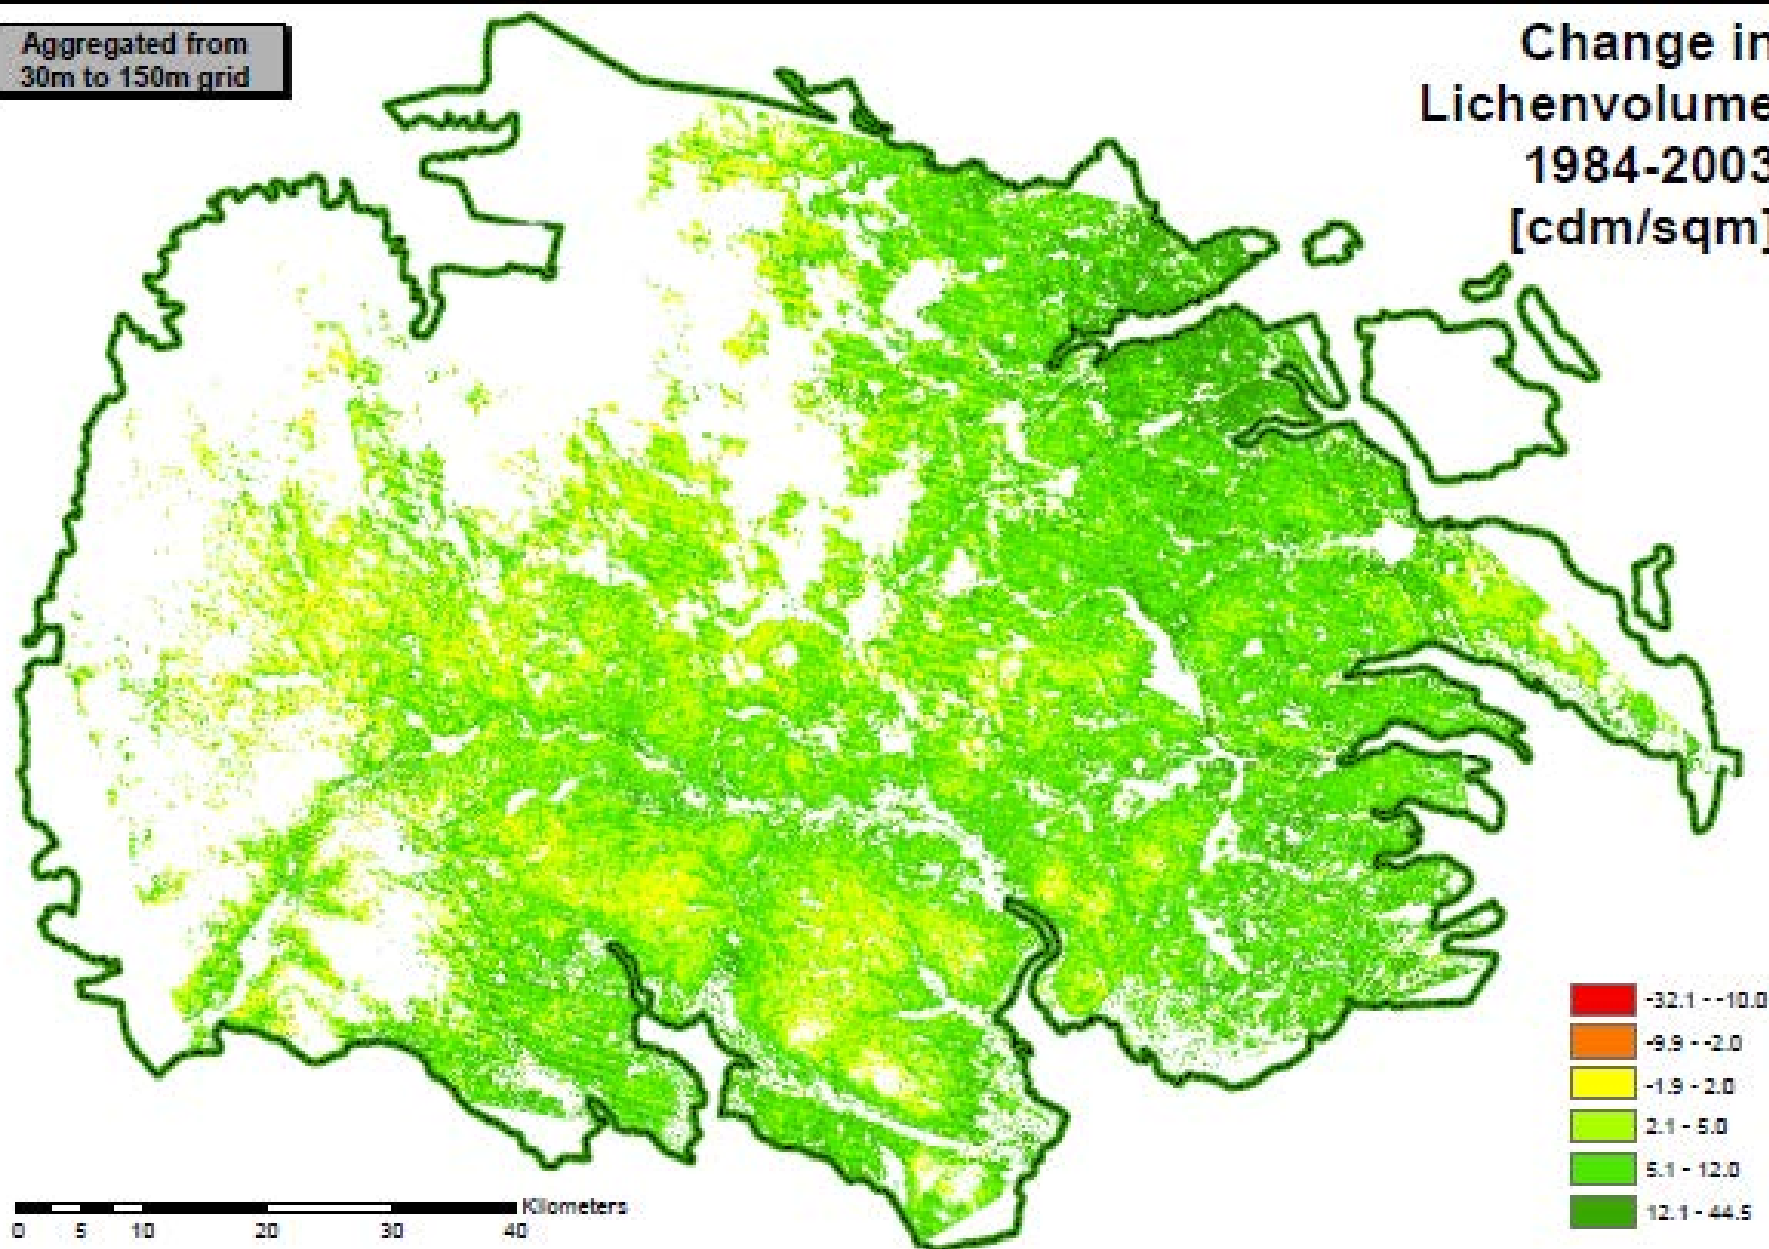 Aggregated from
30m to 150m grid
Change in
Lichenvolume
1984-2003
[cdm/sqm]
-32.1 - -10.0
-9.9 - -2.0
-1.9 - 2.0
2.1 - 5.0
5.1 - 12.0
12.1 - 44.5
Kilometers
0 5 10 20 30 40